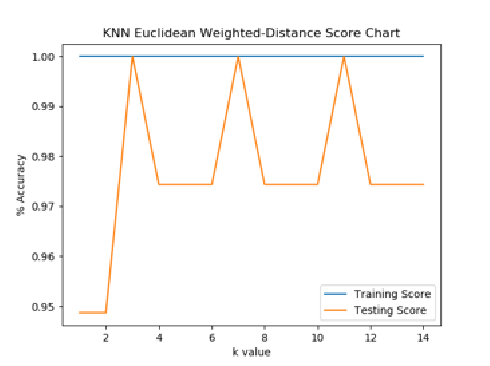 KNN Euclidean Weighted-Distance Score Chart
1.00
0.99
0.98
0.97
0.96
0.95
% Accuracy
Training Score
Testing Score
2 4 6 8 10 12 14
k value